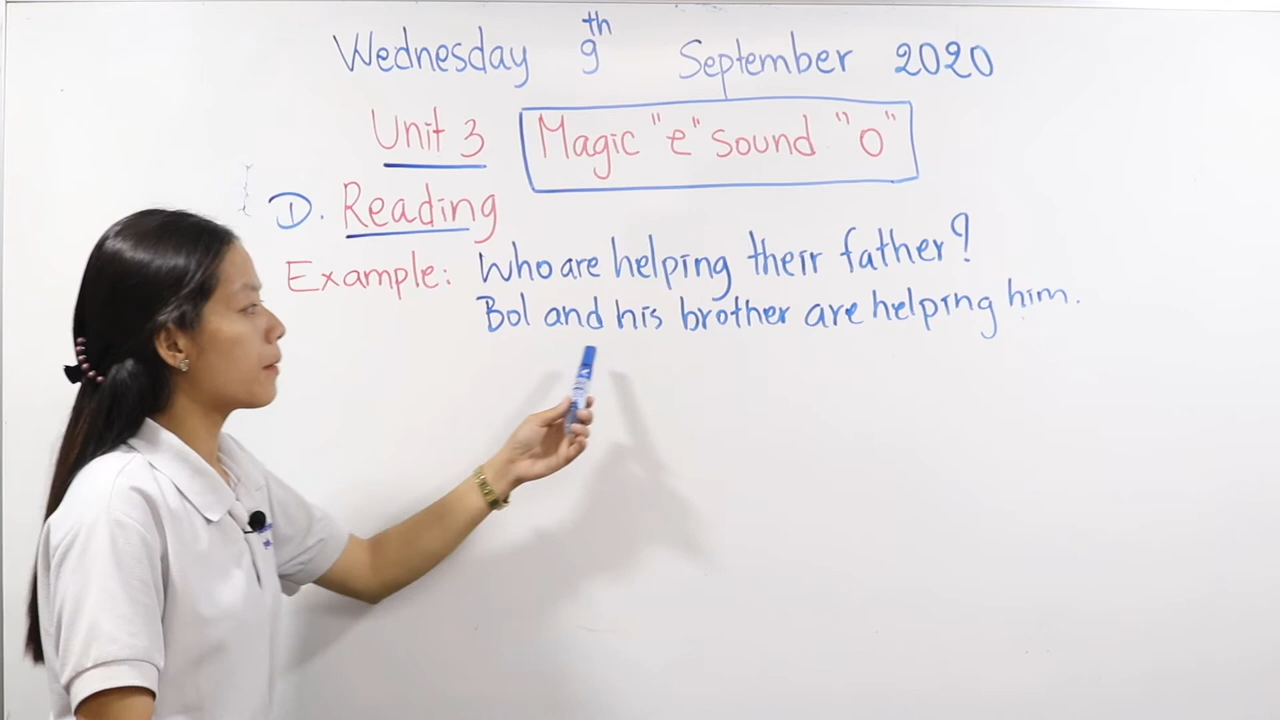 Wednesday 9th September 2020
Unit 3 Magic "e" sound "o"
D. Reading
Example: Who are helping their father?
Bol and his brother are helping him.